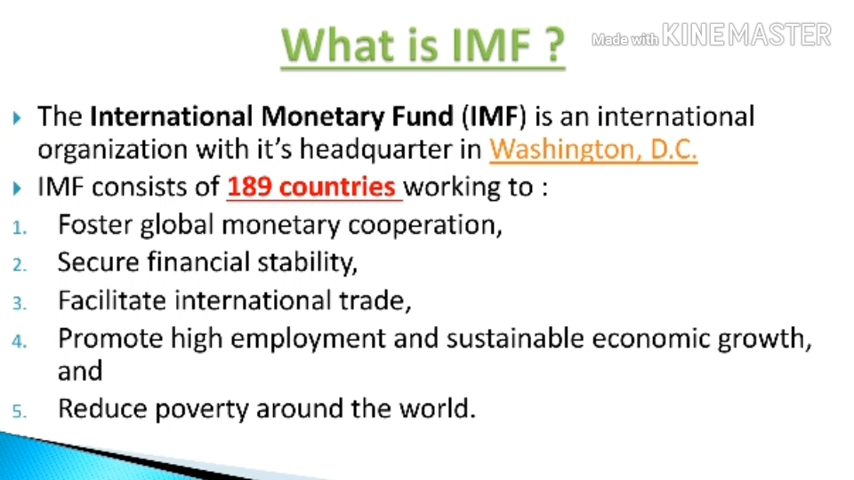 What is IMF ?
Made with KINEMASTER
The International Monetary Fund (IMF) is an international
organization with it's headquarter in Washington, D.C.
IMF consists of 189 countries working to :
1. Foster global monetary cooperation,
2. Secure financial stability,
3. Facilitate international trade,
4. Promote high employment and sustainable economic growth,
and
5. Reduce poverty around the world.